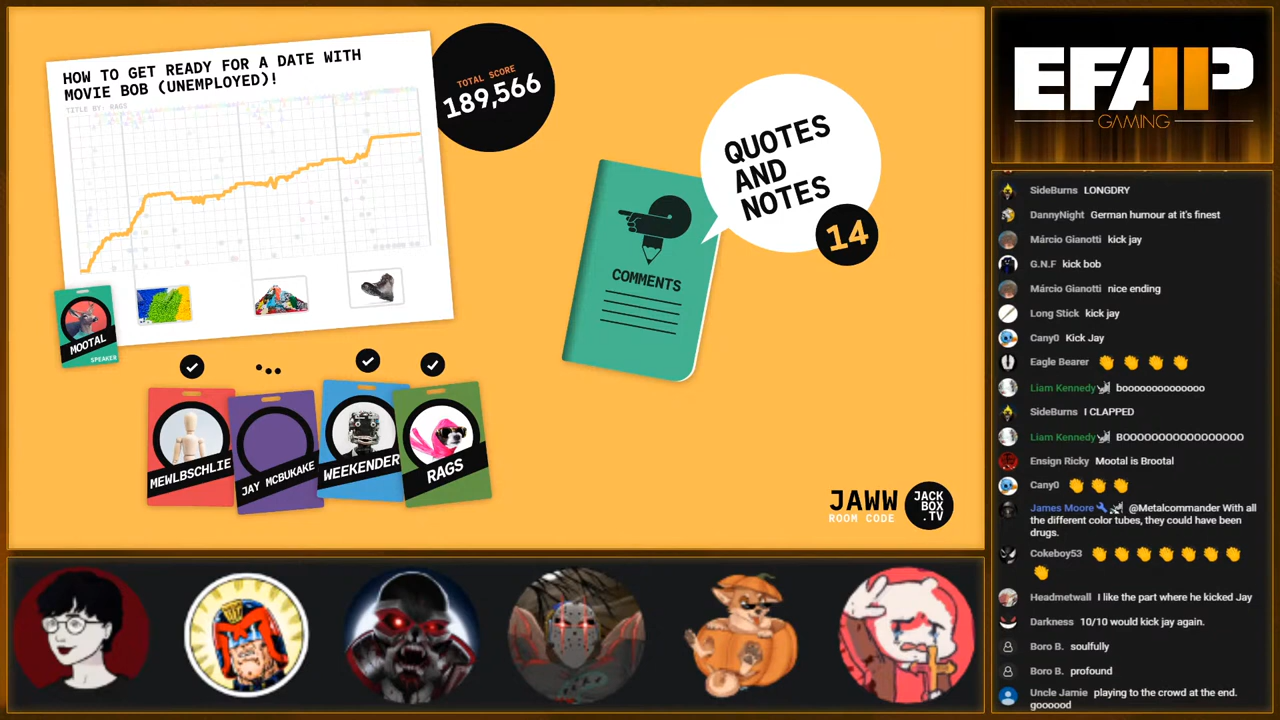 HOW TO GET READY FOR A DATE WITH
MOVIE BOB (UNEMPLOYED)!
TITLE BY: RAGS
TOTAL SCORE
189,566
QUOTES
AND
NOTES
14
COMMENTS
MOOTAL
SPEAKER
MEWLBSCHLIE
JAY MCBUKAKE
WEEKENDER
RAGS
JAWW
ROOM CODE
JACK
BOX
.TV
EFAP
GAMING
SideBurns LONGDRY
DannyNight German humour at it's finest
Márcio Gianotti kick jay
G.N.F kick bob
Márcio Gianotti nice ending
Long Stick kick jay
Cany0 Kick Jay
Eagle Bearer 👏 👏 👏 👏
Liam Kennedy booooooooooooo
SideBurns I CLAPPED
Liam Kennedy BOOOOOOOOOOOOOOOOO
Ensign Ricky Mootal is Brootal
Cany0 👏 👏 👏
James Moore @Metalcommander With all
the different color tubes, they could have been
drugs.
Cokeboy53 👏 👏 👏 👏 👏 👏 👏
👏
Headmetwall I like the part where he kicked Jay
Darkness 10/10 would kick jay again.
Boro B. soulfully
Boro B. profound
Uncle Jamie playing to the crowd at the end.
goooood